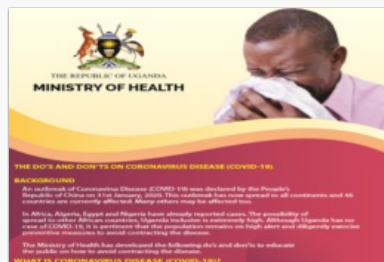 THE REPUBLIC OF UGANDA
MINISTRY OF HEALTH
THE DO'S AND DON'TS ON CORONAVIRUS DISEASE (COVID-19)
BACKGROUND
An outbreak of Coronavirus Disease (COVID-19) was declared by the People's
Republic of China on 31st January, 2020. This outbreak has now spread to all continents and 46
countries are currently affected. Many others may be affected too.
In Africa, Algeria, Egypt and Nigeria have already reported cases. The possibility of
spread to other African countries, Uganda inclusive is extremely high. Although Uganda has no
case of COVID-19, it is pertinent that the population remains on high alert and diligently exercise
preventive measures to avoid contracting the disease.
The Ministry of Health has developed the following do's and don'ts to educate
the public on how to avoid contracting the disease.
WHAT IS CORONAVIRUS DISEASE (COVID-19)?